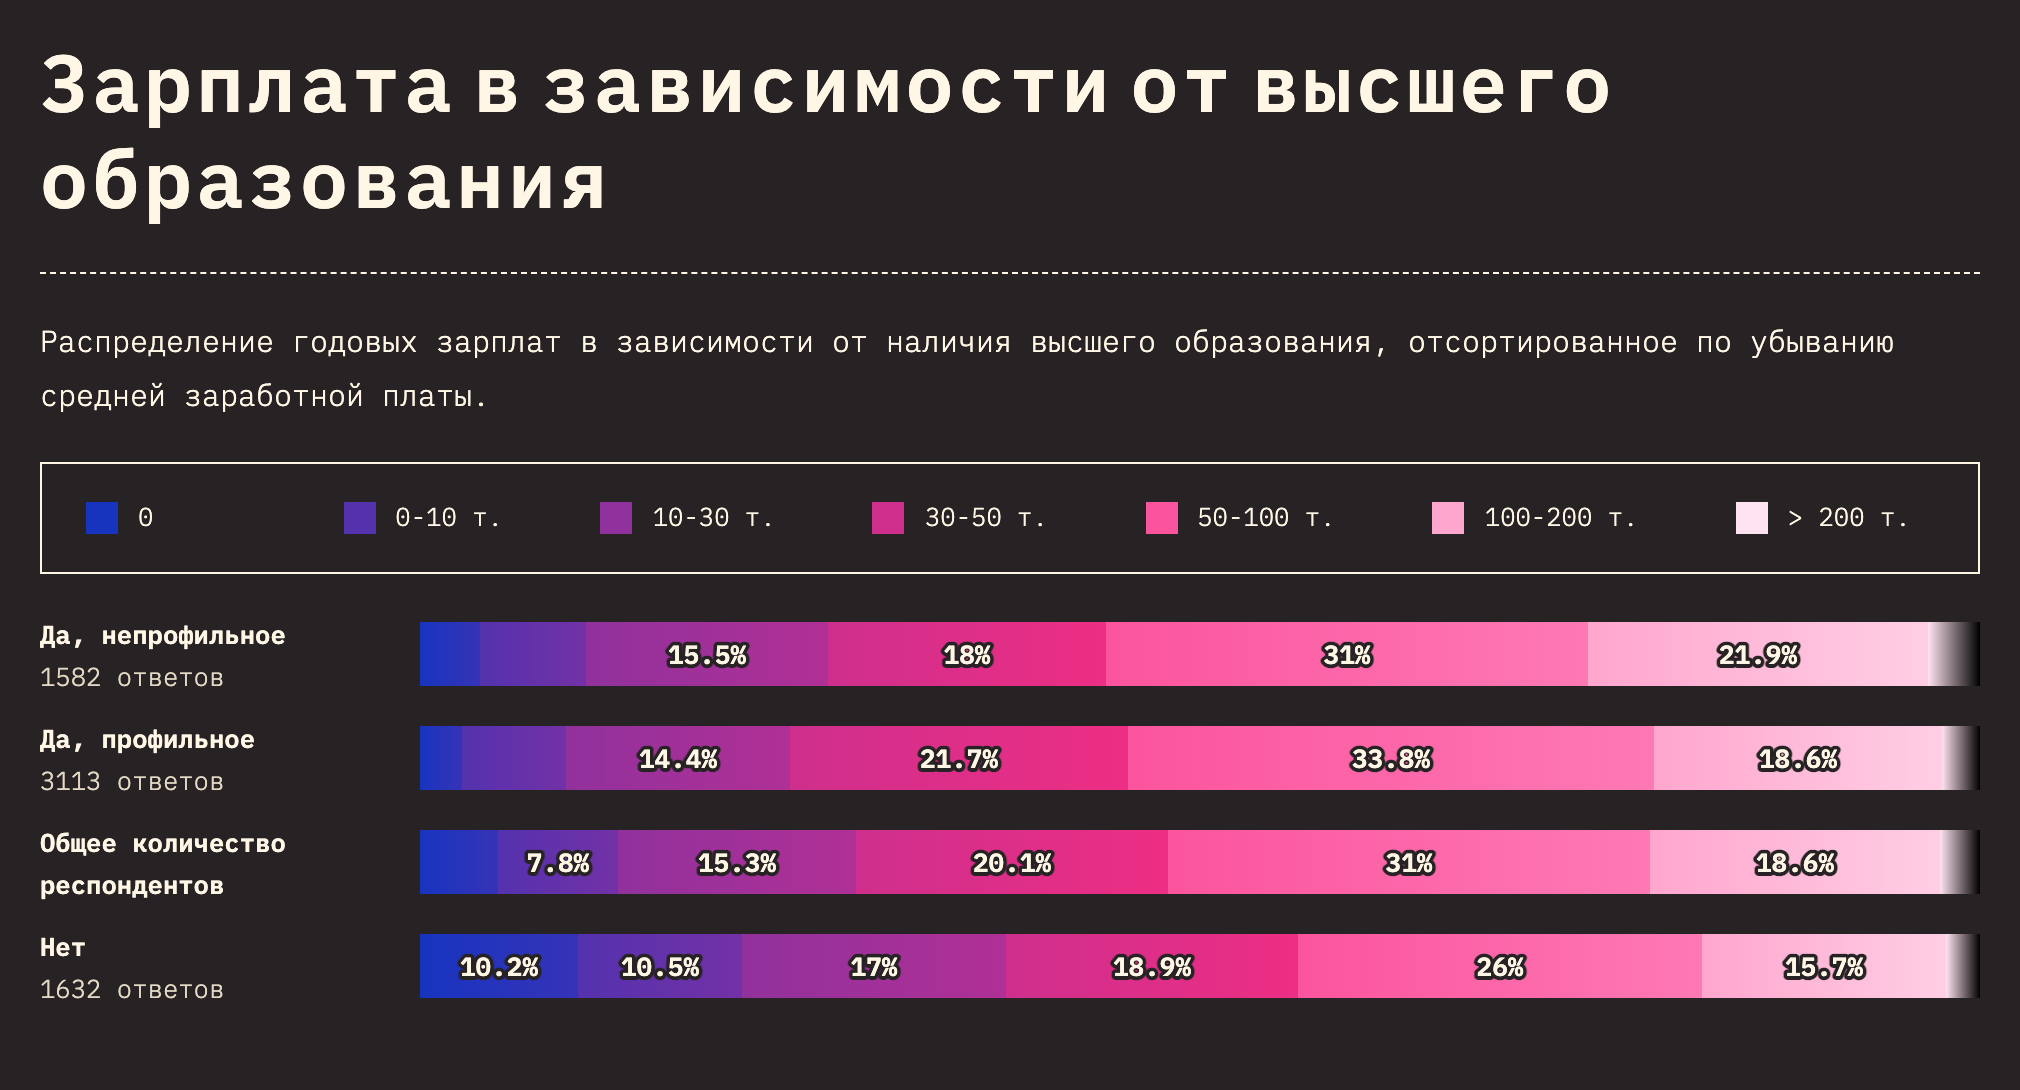 Зарплата в зависимости от высшего
образования
Распределение годовых зарплат в зависимости от наличия высшего образования, отсортированное по убыванию
средней заработной платы.
0 0-10 т. 10-30 т. 30-50 т. 50-100 т. 100-200 т. > 200 т.
Да, непрофильное
1582 ответов
15.5% 18% 31% 21.9%
Да, профильное
3113 ответов
14.4% 21.7% 33.8% 18.6%
Общее количество
респондентов
7.8% 15.3% 20.1% 31% 18.6%
Нет
1632 ответов
10.2% 10.5% 17% 18.9% 26% 15.7%